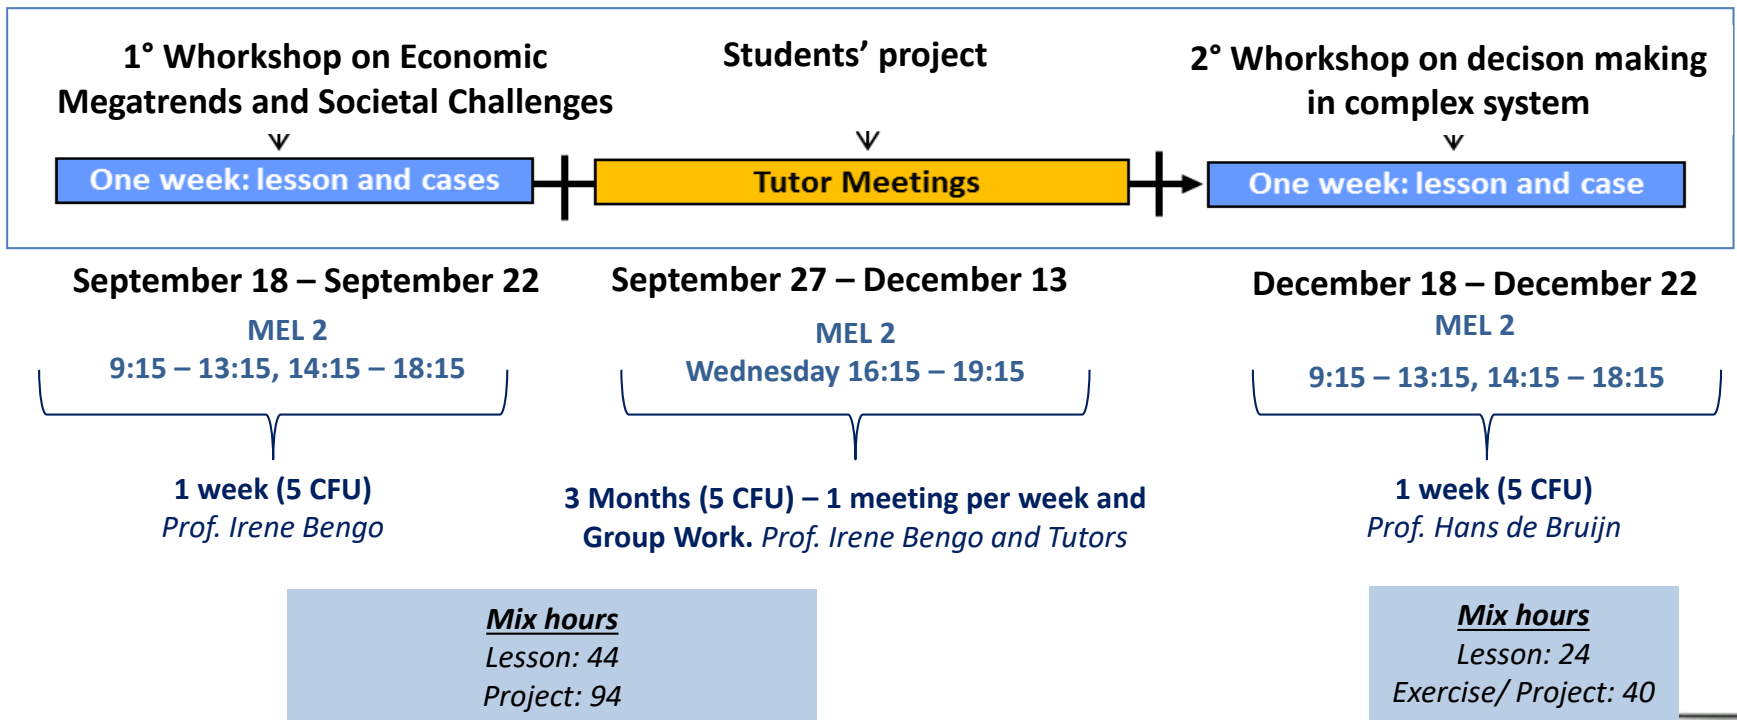 1° Whorkshop on Economic
Megatrends and Societal Challenges
One week: lesson and cases
Students’ project
Tutor Meetings
2° Whorkshop on decison making
in complex system
One week: lesson and case
September 18 – September 22
MEL 2
9:15 – 13:15, 14:15 – 18:15
1 week (5 CFU)
Prof. Irene Bengo
September 27 – December 13
MEL 2
Wednesday 16:15 – 19:15
3 Months (5 CFU) – 1 meeting per week and
Group Work. Prof. Irene Bengo and Tutors
December 18 – December 22
MEL 2
9:15 – 13:15, 14:15 – 18:15
1 week (5 CFU)
Prof. Hans de Bruijn
Mix hours
Lesson: 44
Project: 94
Mix hours
Lesson: 24
Exercise/ Project: 40